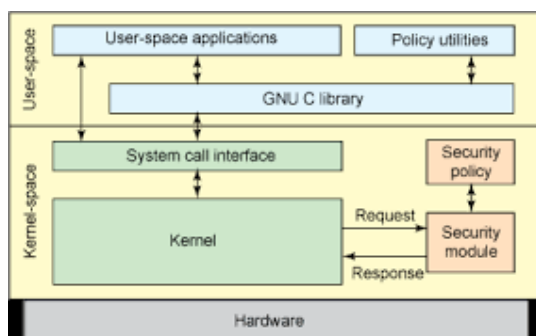 User-space
User-space applications
Policy utilities
GNU C library
Kernel-space
System call interface
Security
policy
Kernel
Request
Response
Security
module
Hardware